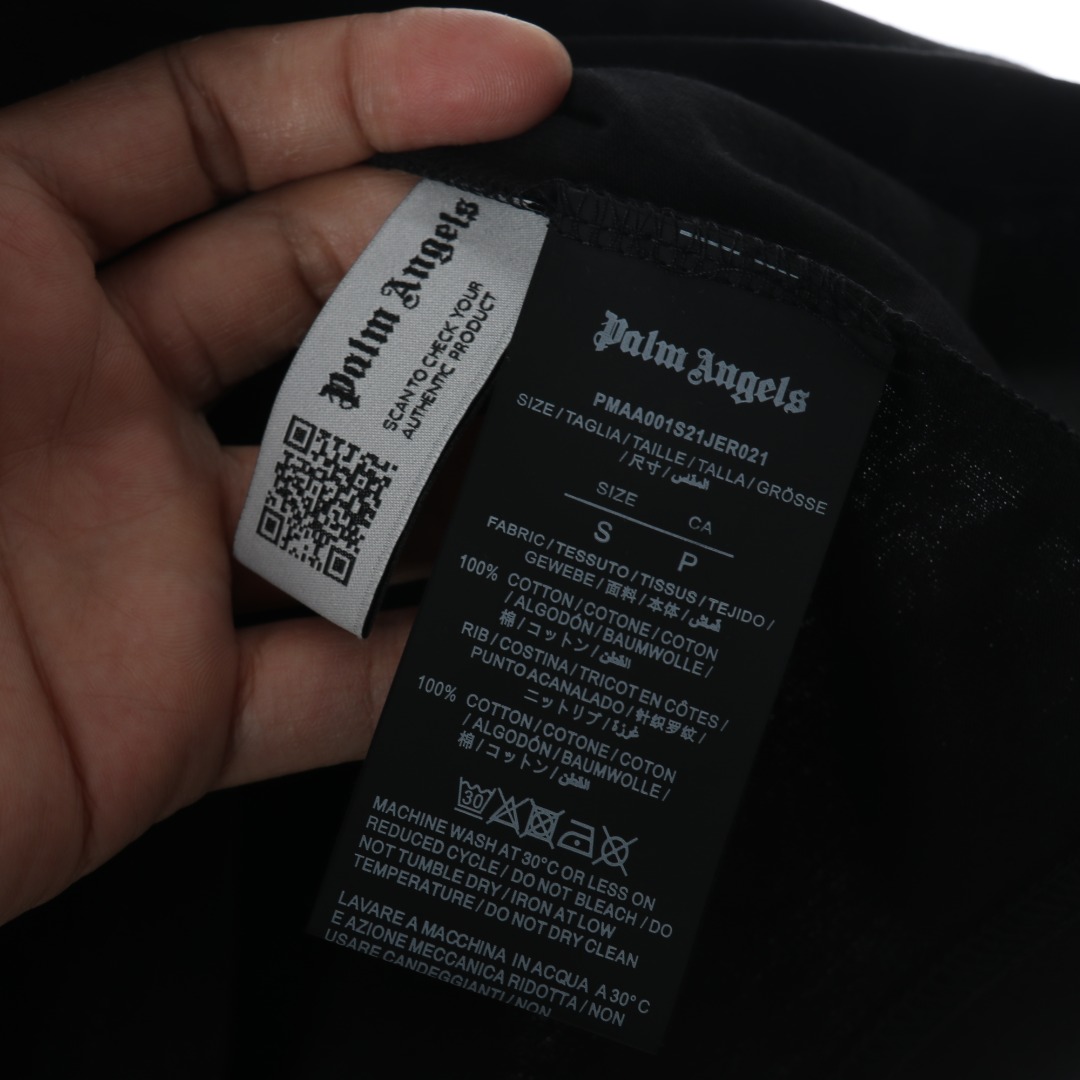 Palm Angels
SCAN TO CHECK YOUR
AUTHENTIC PRODUCT
Palm Angels
PMAA001S21JER021
SIZE / TAGLIA / TAILLE / TALLA / GRÖSSE
/ 尺寸 / المقاس
SIZE CA
S P
FABRIC / TESSUTO / TISSUS / TEJIDO /
GEWEBE / 面料 / 本体 / قماش
100% COTTON / COTONE / COTON
/ ALGODÓN / BAUMWOLLE /
棉 / コットン / القطن
RIB / COSTINA / TRICOT EN CÔTES /
PUNTO ACANALADO / 针织罗纹 /
ニットリブ / غرزة
100% COTTON / COTONE / COTON
/ ALGODÓN / BAUMWOLLE /
棉 / コットン / القطن
30
MACHINE WASH AT 30°C OR LESS ON
REDUCED CYCLE / DO NOT BLEACH / DO
NOT TUMBLE DRY / IRON AT LOW
TEMPERATURE / DO NOT DRY CLEAN
LAVARE A MACCHINA IN ACQUA A 30°C
E AZIONE MECCANICA RIDOTTA / NON
USARE CANDEGGIANTI / NON